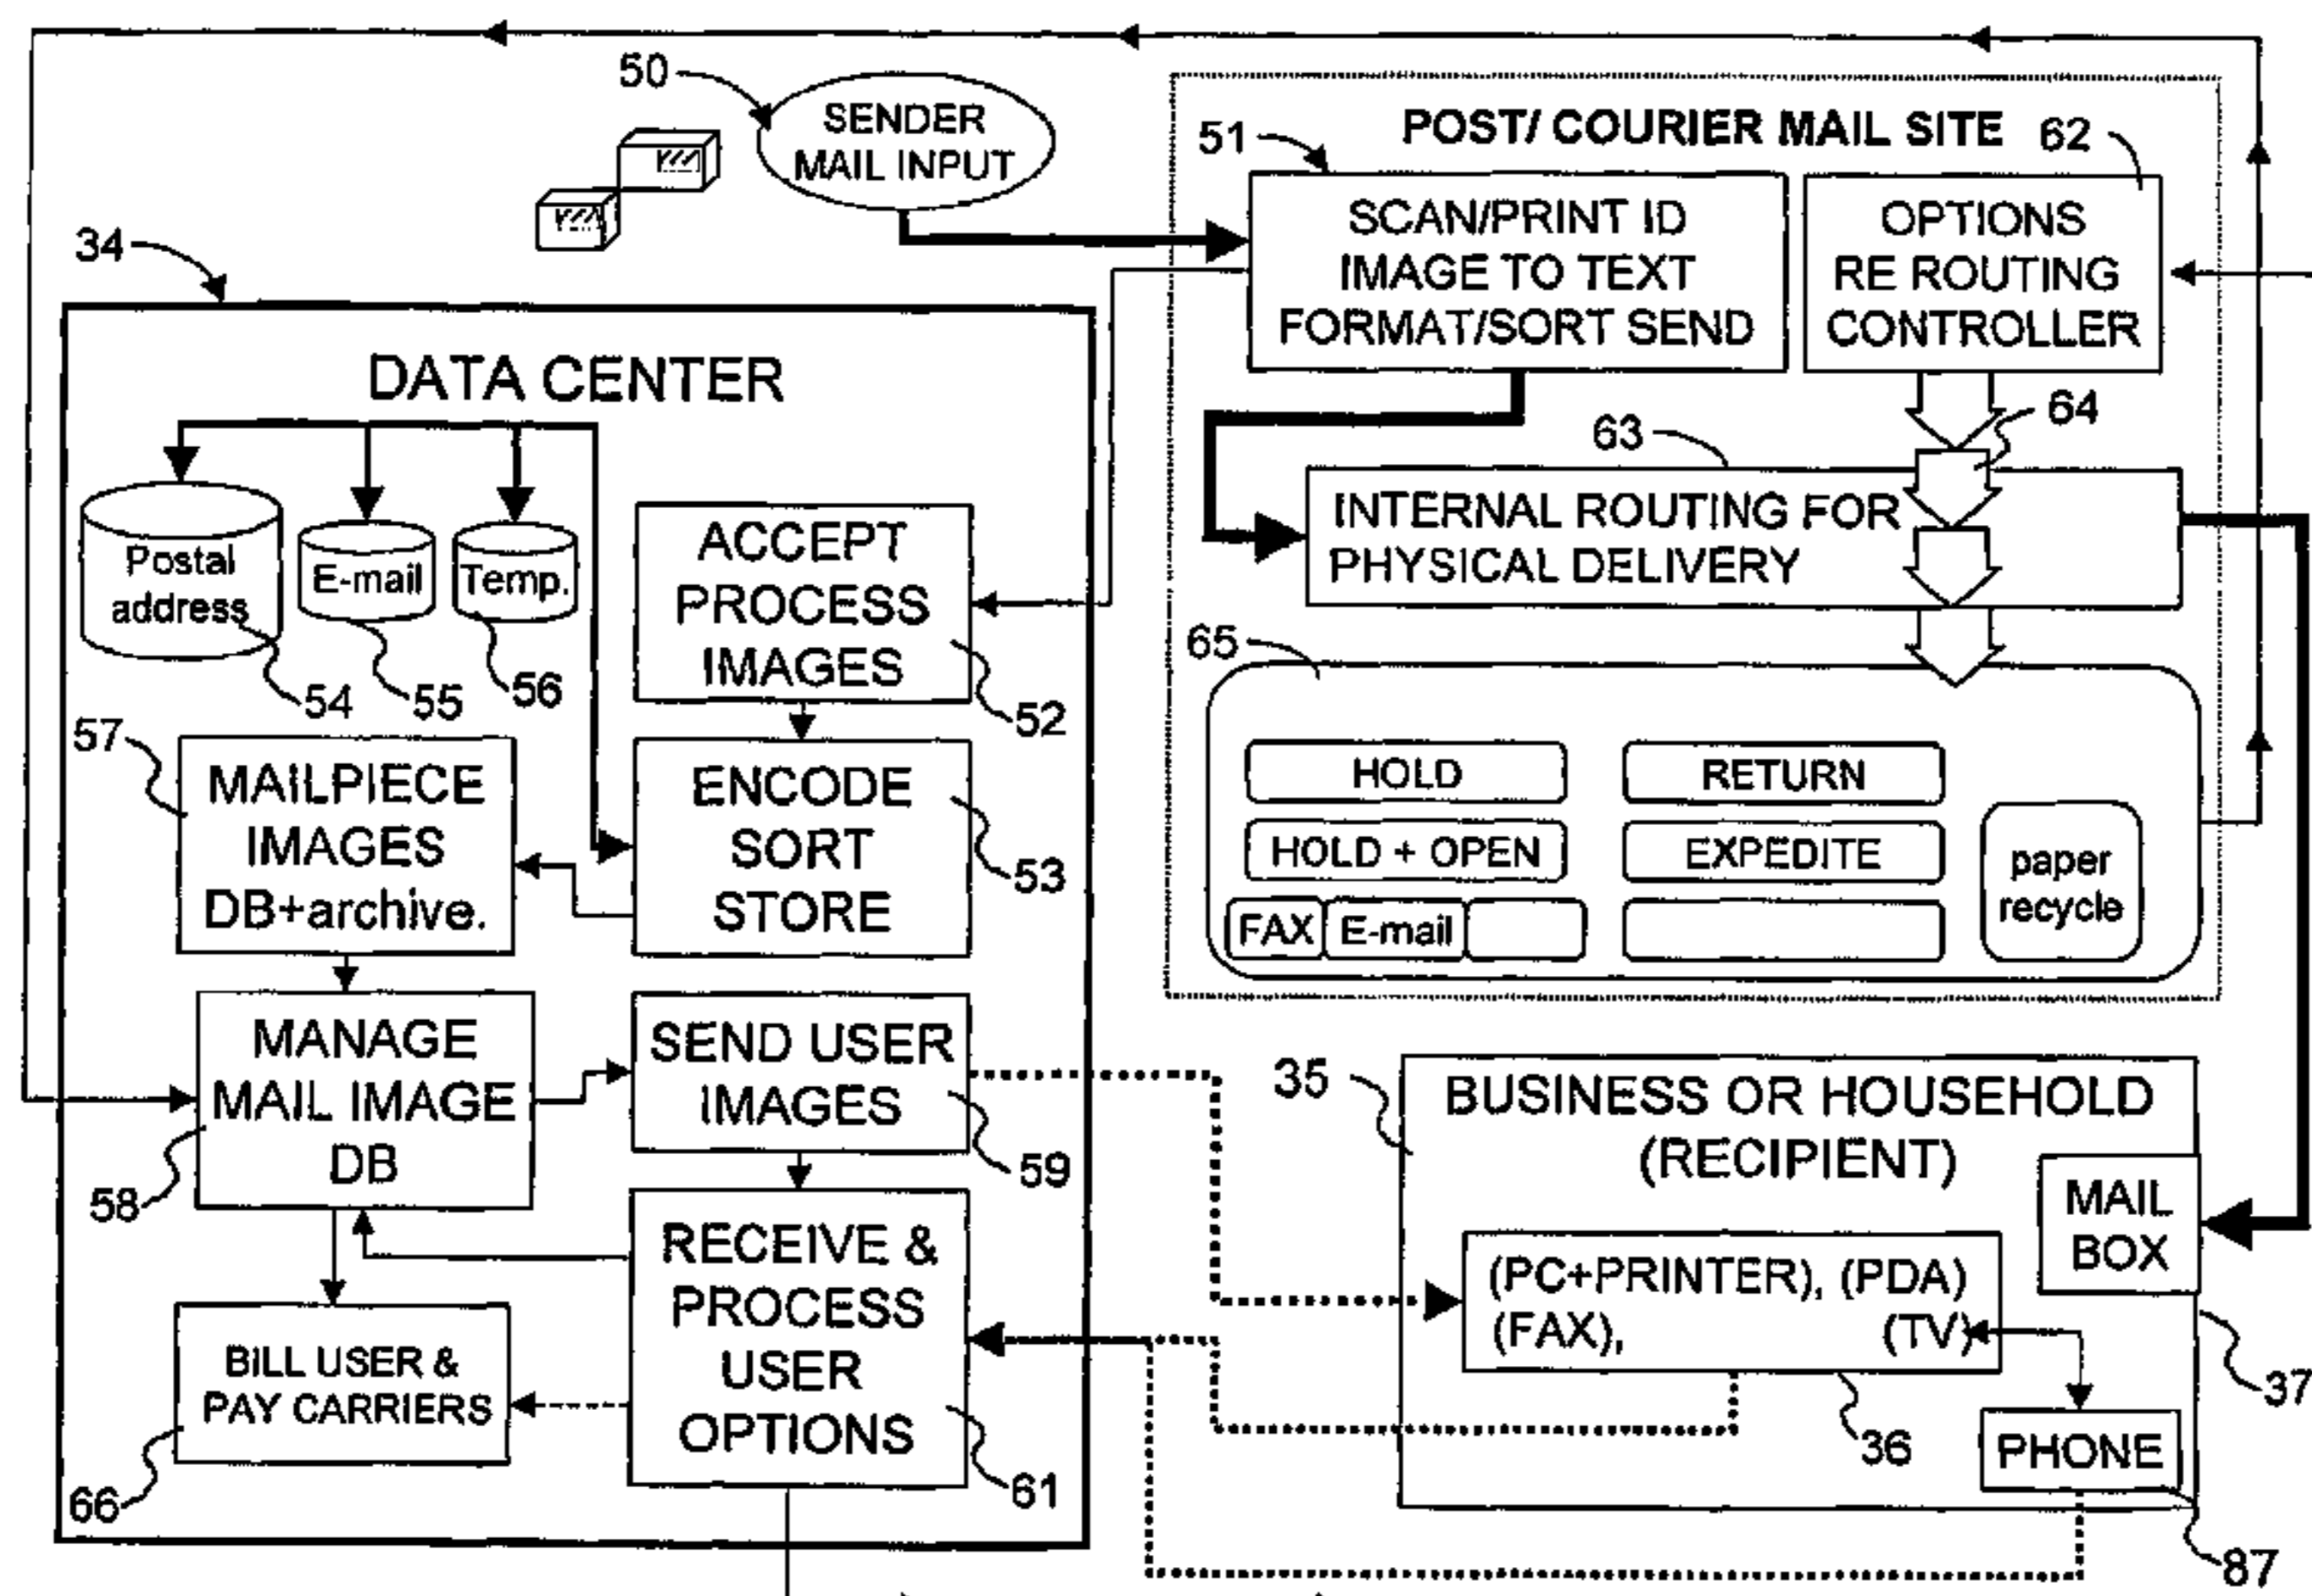 50
SENDER
MAIL INPUT
POST/ COURIER MAIL SITE
51
62
SCAN/PRINT ID
IMAGE TO TEXT
FORMAT/SORT SEND
OPTIONS
RE ROUTING
CONTROLLER
34
DATA CENTER
64
63
INTERNAL ROUTING FOR
PHYSICAL DELIVERY
Postal
address
E-mail
Temp.
54
55
56
ACCEPT
PROCESS
IMAGES
52
65
HOLD
RETURN
HOLD + OPEN
EXPEDITE
FAX
E-mail
paper
recycle
57
MAILPIECE
IMAGES
DB+archive.
ENCODE
SORT
STORE
53
MANAGE
MAIL IMAGE
DB
58
SEND USER
IMAGES
59
35
BUSINESS OR HOUSEHOLD
(RECIPIENT)
MAIL
BOX
37
(PC+PRINTER), (PDA)
(FAX), (TV)
36
PHONE
87
RECEIVE &
PROCESS
USER
OPTIONS
61
BILL USER &
PAY CARRIERS
66